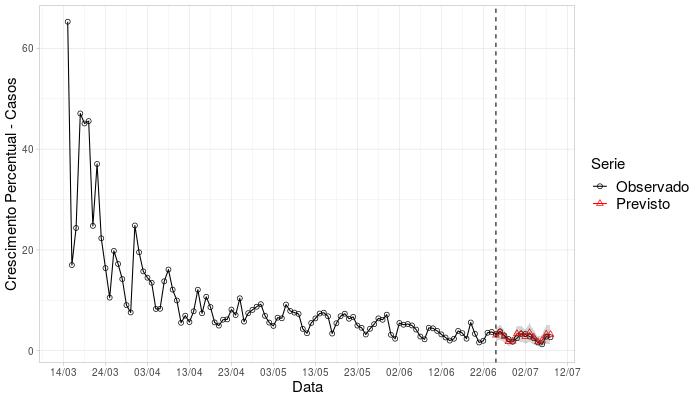 Crescimento Percentual - Casos
60
40
20
0
14/03 24/03 03/04 13/04 23/04 03/05 13/05 23/05 02/06 12/06 22/06 02/07 12/07
Data
Serie
Observado
Previsto